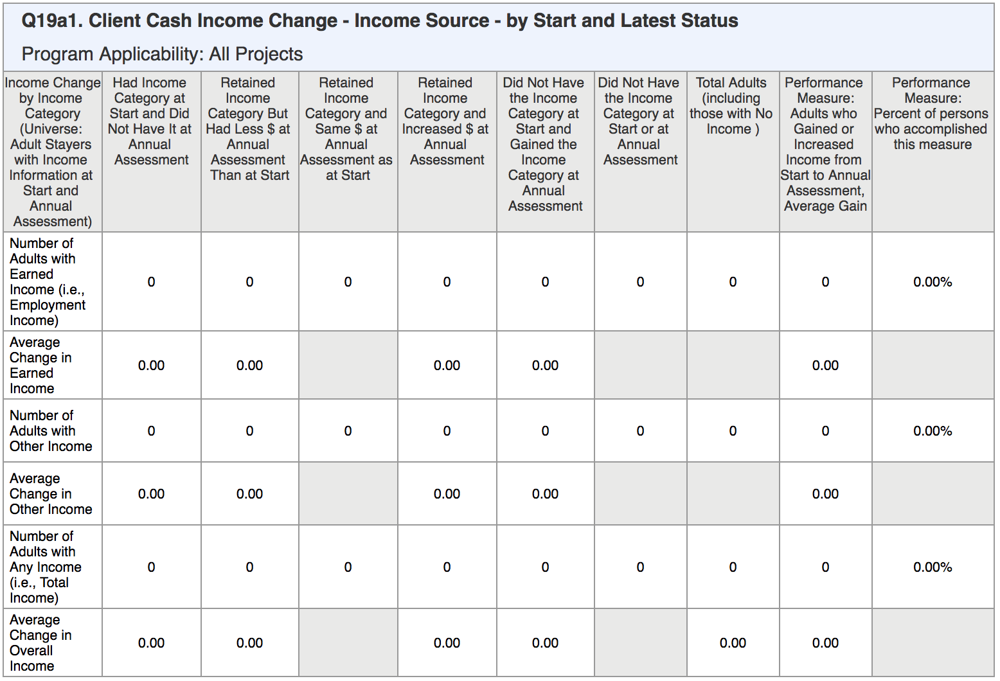 Q19a1. Client Cash Income Change - Income Source - by Start and Latest Status
Program Applicability: All Projects
Income Change
by Income
Category
(Universe:
Adult Stayers
with Income
Information at
Start and
Annual
Assessment)
Had Income
Category at
Start and Did
Not Have It at
Annual
Assessment
Retained
Income
Category But
Had Less $ at
Annual
Assessment
Than at Start
Retained
Income
Category and
Same $ at
Annual
Assessment as
at Start
Retained
Income
Category and
Increased $ at
Annual
Assessment
Did Not Have
the Income
Category at
Start and
Gained the
Income
Category at
Annual
Assessment
Did Not Have
the Income
Category at
Start or at
Annual
Assessment
Total Adults
(including
those with No
Income )
Performance
Measure:
Adults who
Gained or
Increased
Income from
Start to Annual
Assessment,
Average Gain
Performance
Measure:
Percent of persons
who accomplished
this measure
Number of
Adults with
Earned
Income (i.e.,
Employment
Income)
0 0 0 0 0 0 0 0 0.00%
Average
Change in
Earned
Income
0.00 0.00 0.00 0.00 0.00
Number of
Adults with
Other Income
0 0 0 0 0 0 0 0 0.00%
Average
Change in
Other Income
0.00 0.00 0.00 0.00 0.00
Number of
Adults with
Any Income
(i.e., Total
Income)
0 0 0 0 0 0 0 0 0.00%
Average
Change in
Overall
Income
0.00 0.00 0.00 0.00 0.00 0.00